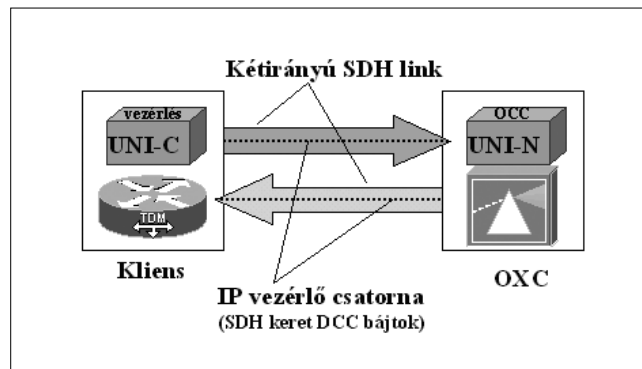 Kétirányú SDH link
vezérlés
UNI-C
OCC
UNI-N
TDM
Kliens
OXC
IP vezérlő csatorna
(SDH keret DCC bájtok)